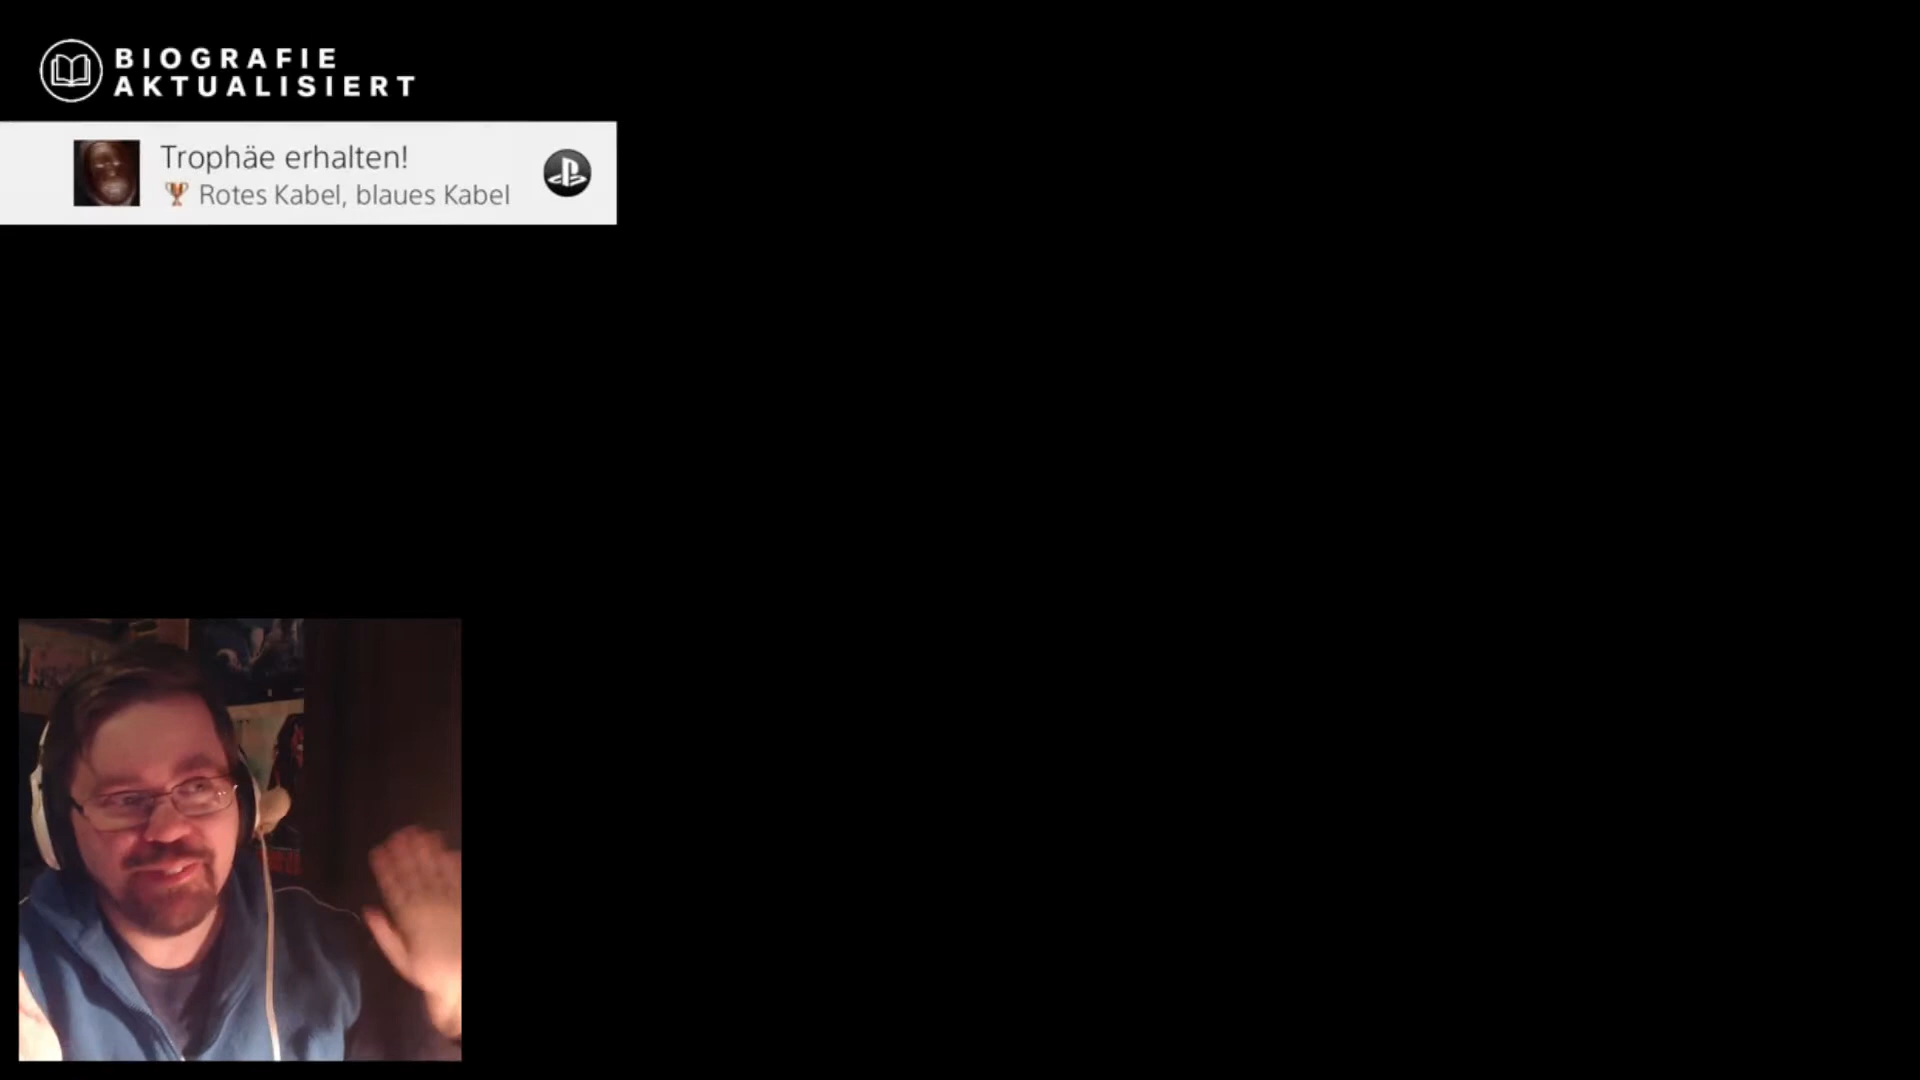 BIOGRAFIE
AKTUALISIERT
Trophäe erhalten!
Rotes Kabel, blaues Kabel